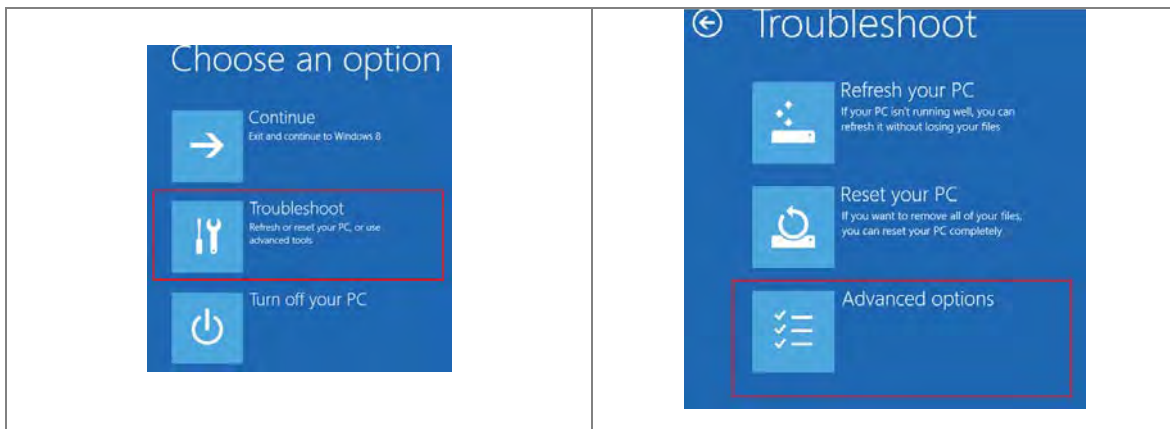 Choose an option
Continue
Exit and continue to Windows 8
Troubleshoot
Refresh or reset your PC, or use
advanced tools
Turn off your PC
Troubleshoot
Refresh your PC
If your PC isn't running well, you can
refresh it without losing your files
Reset your PC
If you want to remove all of your files,
you can reset your PC completely
Advanced options